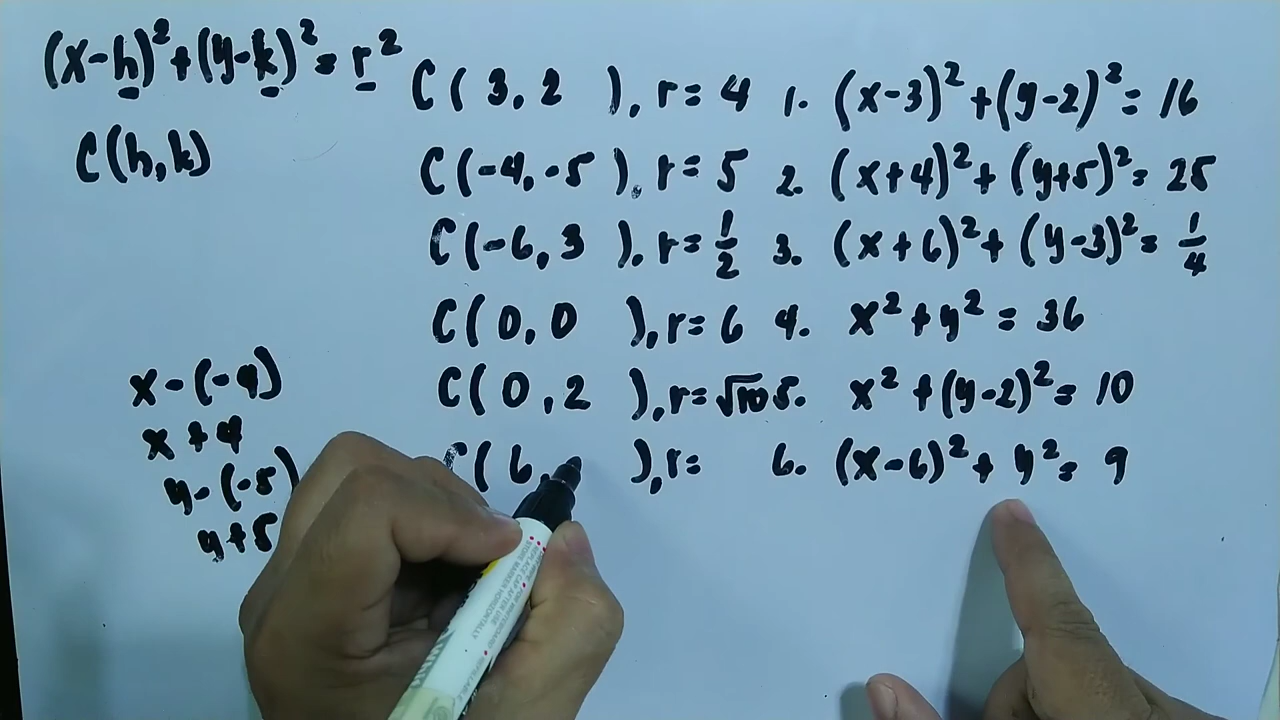 (x-h)²+(y-k)²=r²
C(h,k)
C(3,2 ), r=4 1. (x-3)²+(y-2)²=16
C(-4,-5 ), r=5 2. (x+4)²+(y+5)²=25
C(-6,3 ), r=1/2 3. (x+6)²+(y-3)²=1/4
C(0,0 ), r=6 4. x²+y²=36
C(0,2 ), r=√10 5. x²+(y-2)²=10
C(6, ), r= 6. (x-6)²+y²=9
x-(-4)
x+4
y-(-5)
y+5